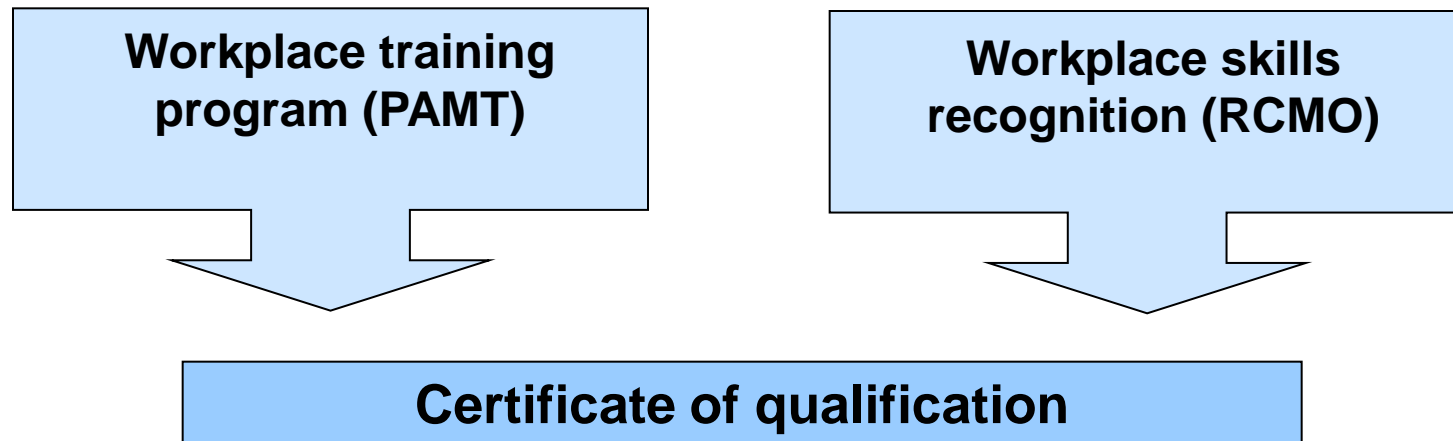 Workplace training
program (PAMT)
Workplace skills
recognition (RCMO)
Certificate of qualification